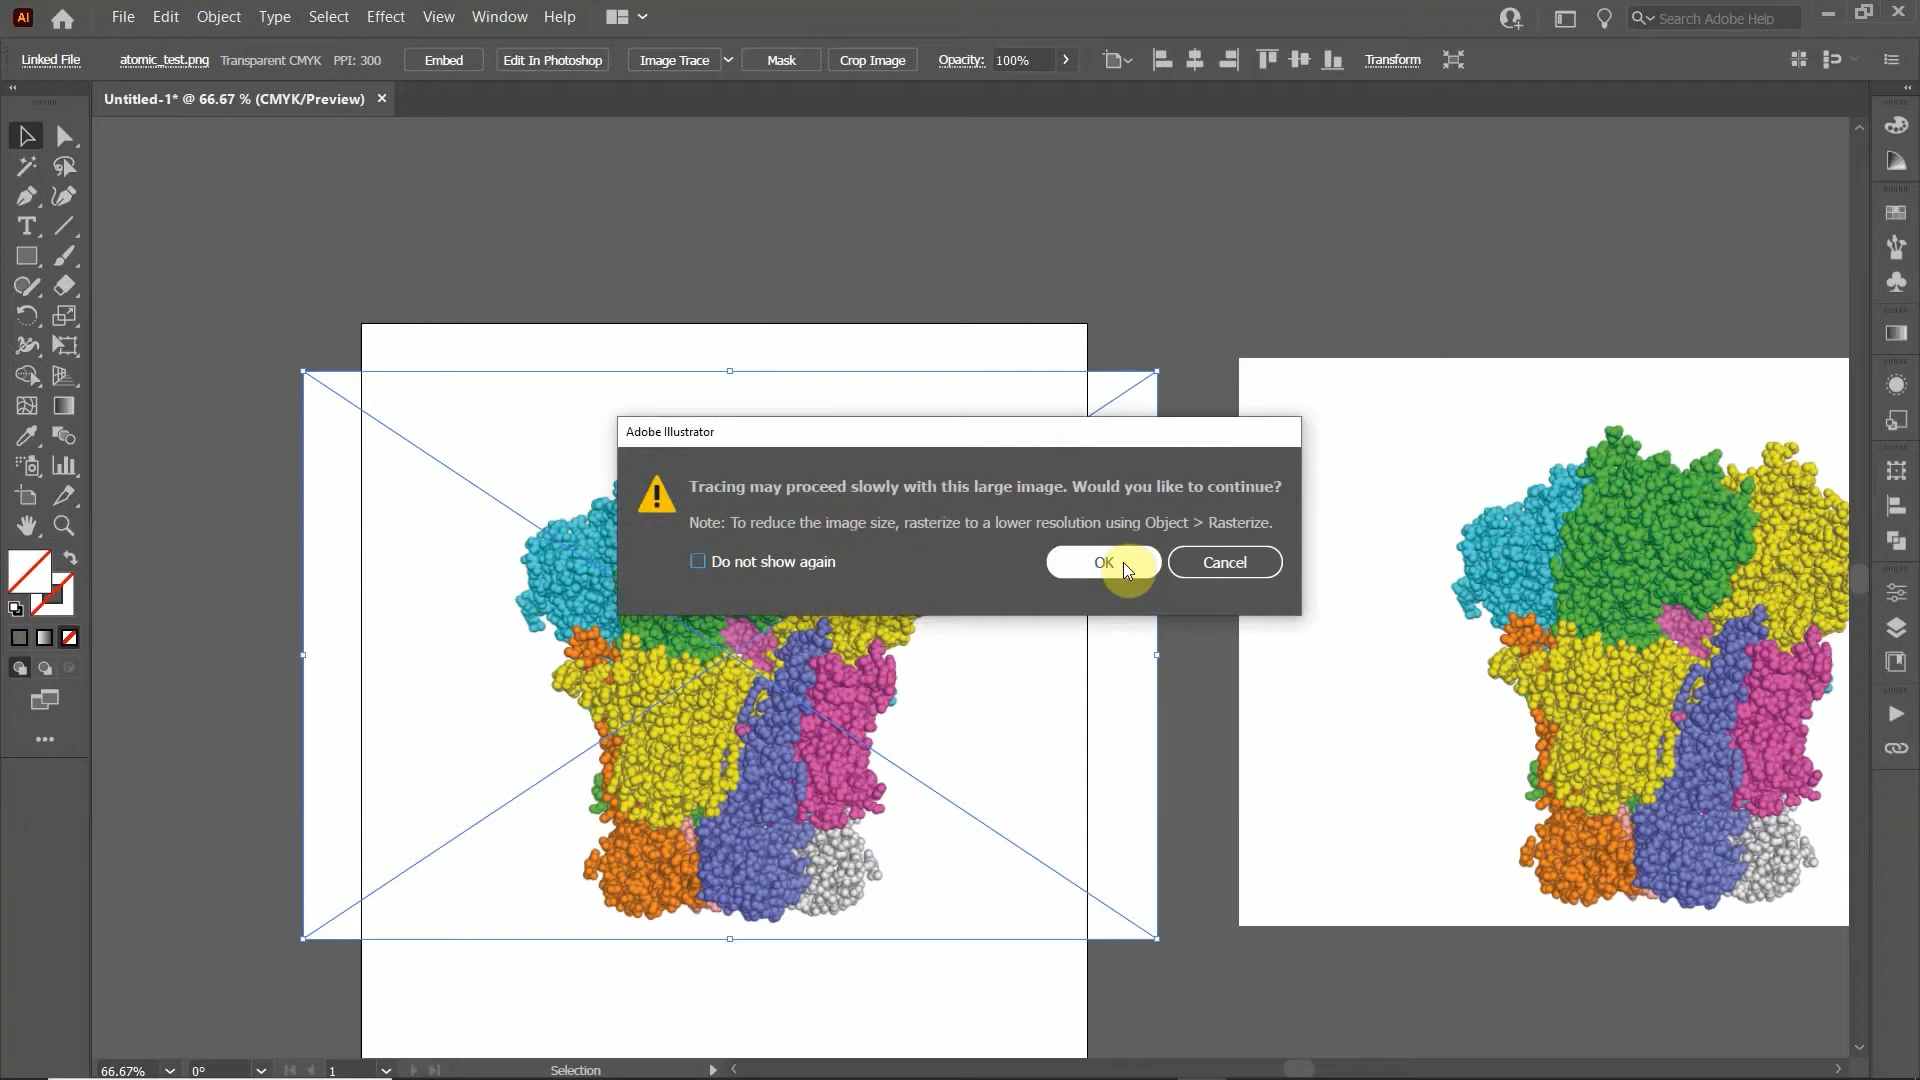 Ai File Edit Object Type Select Effect View Window Help Search Adobe Help
Linked File atomic_test.png Transparent CMYK PPI: 300 Embed Edit In Photoshop Image Trace Mask Crop Image Opacity: 100% Transform
Untitled-1* @ 66.67 % (CMYK/Preview)
Adobe Illustrator
Tracing may proceed slowly with this large image. Would you like to continue?
Note: To reduce the image size, rasterize to a lower resolution using Object > Rasterize.
Do not show again OK Cancel
66.67% 0° 1 Selection